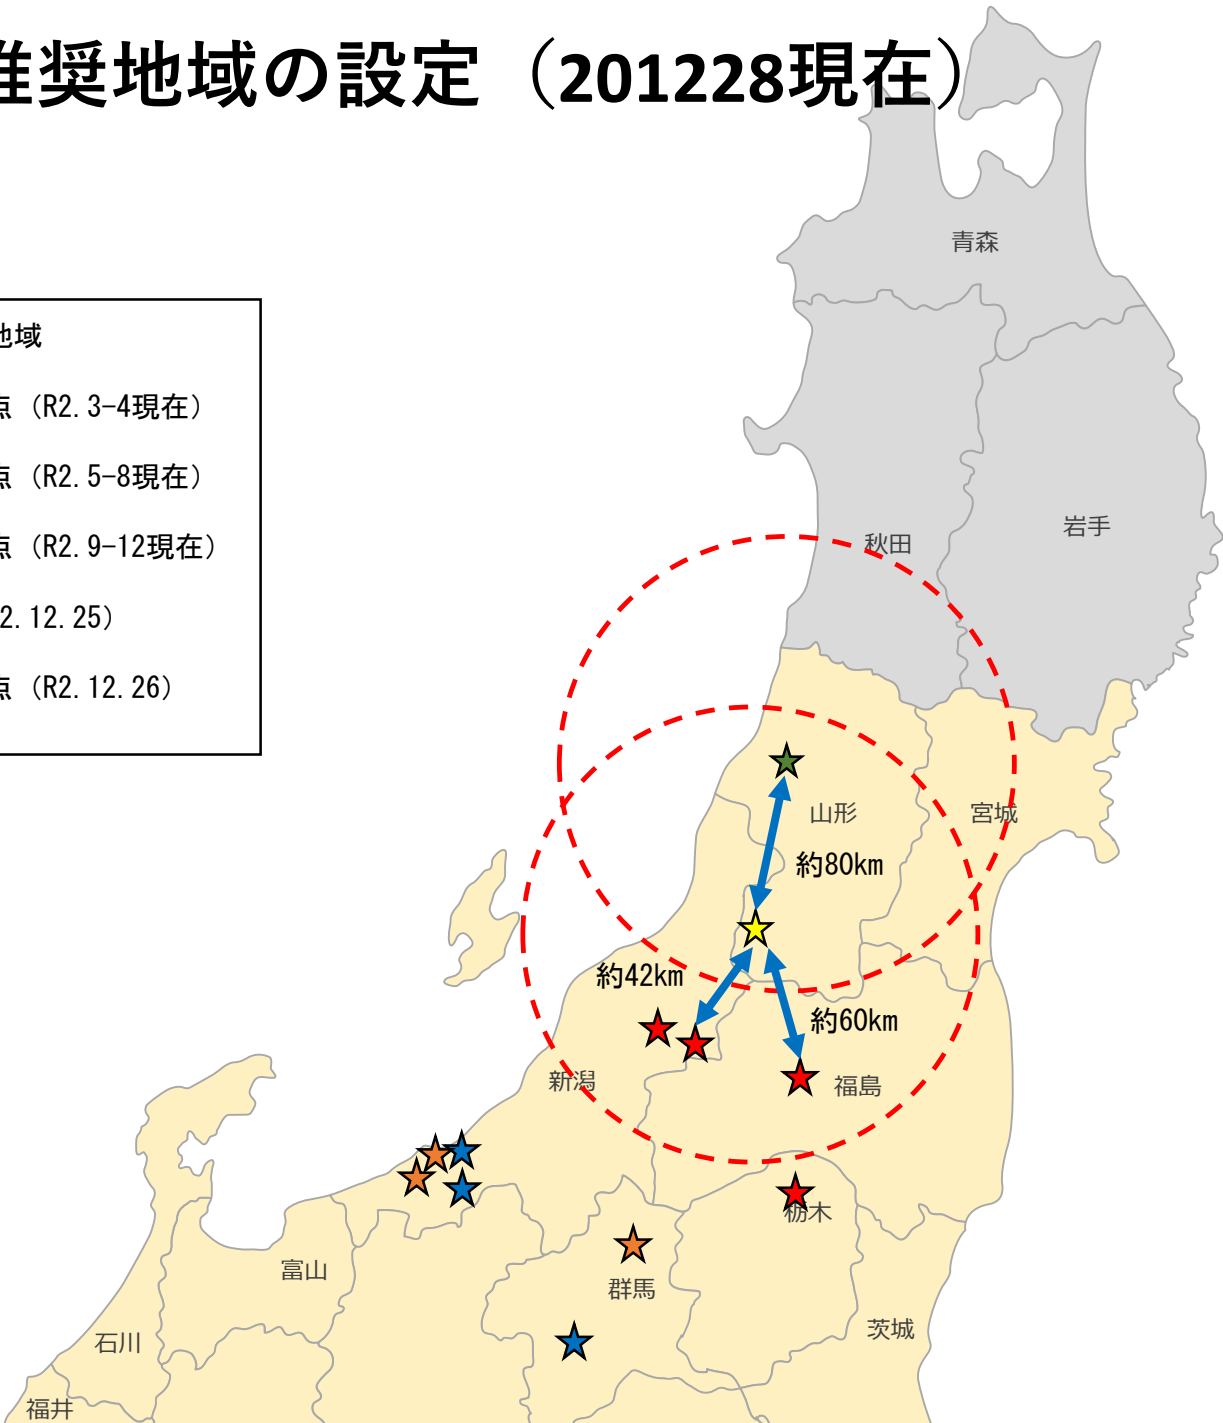 推奨地域の設定（201228現在）
地域
点（R2.3-4現在）
点（R2.5-8現在）
点（R2.9-12現在）
2.12.25）
点（R2.12.26）
青森
秋田
岩手
山形
宮城
約80km
約42km
約60km
新潟
福島
栃木
富山
群馬
石川
茨城
福井